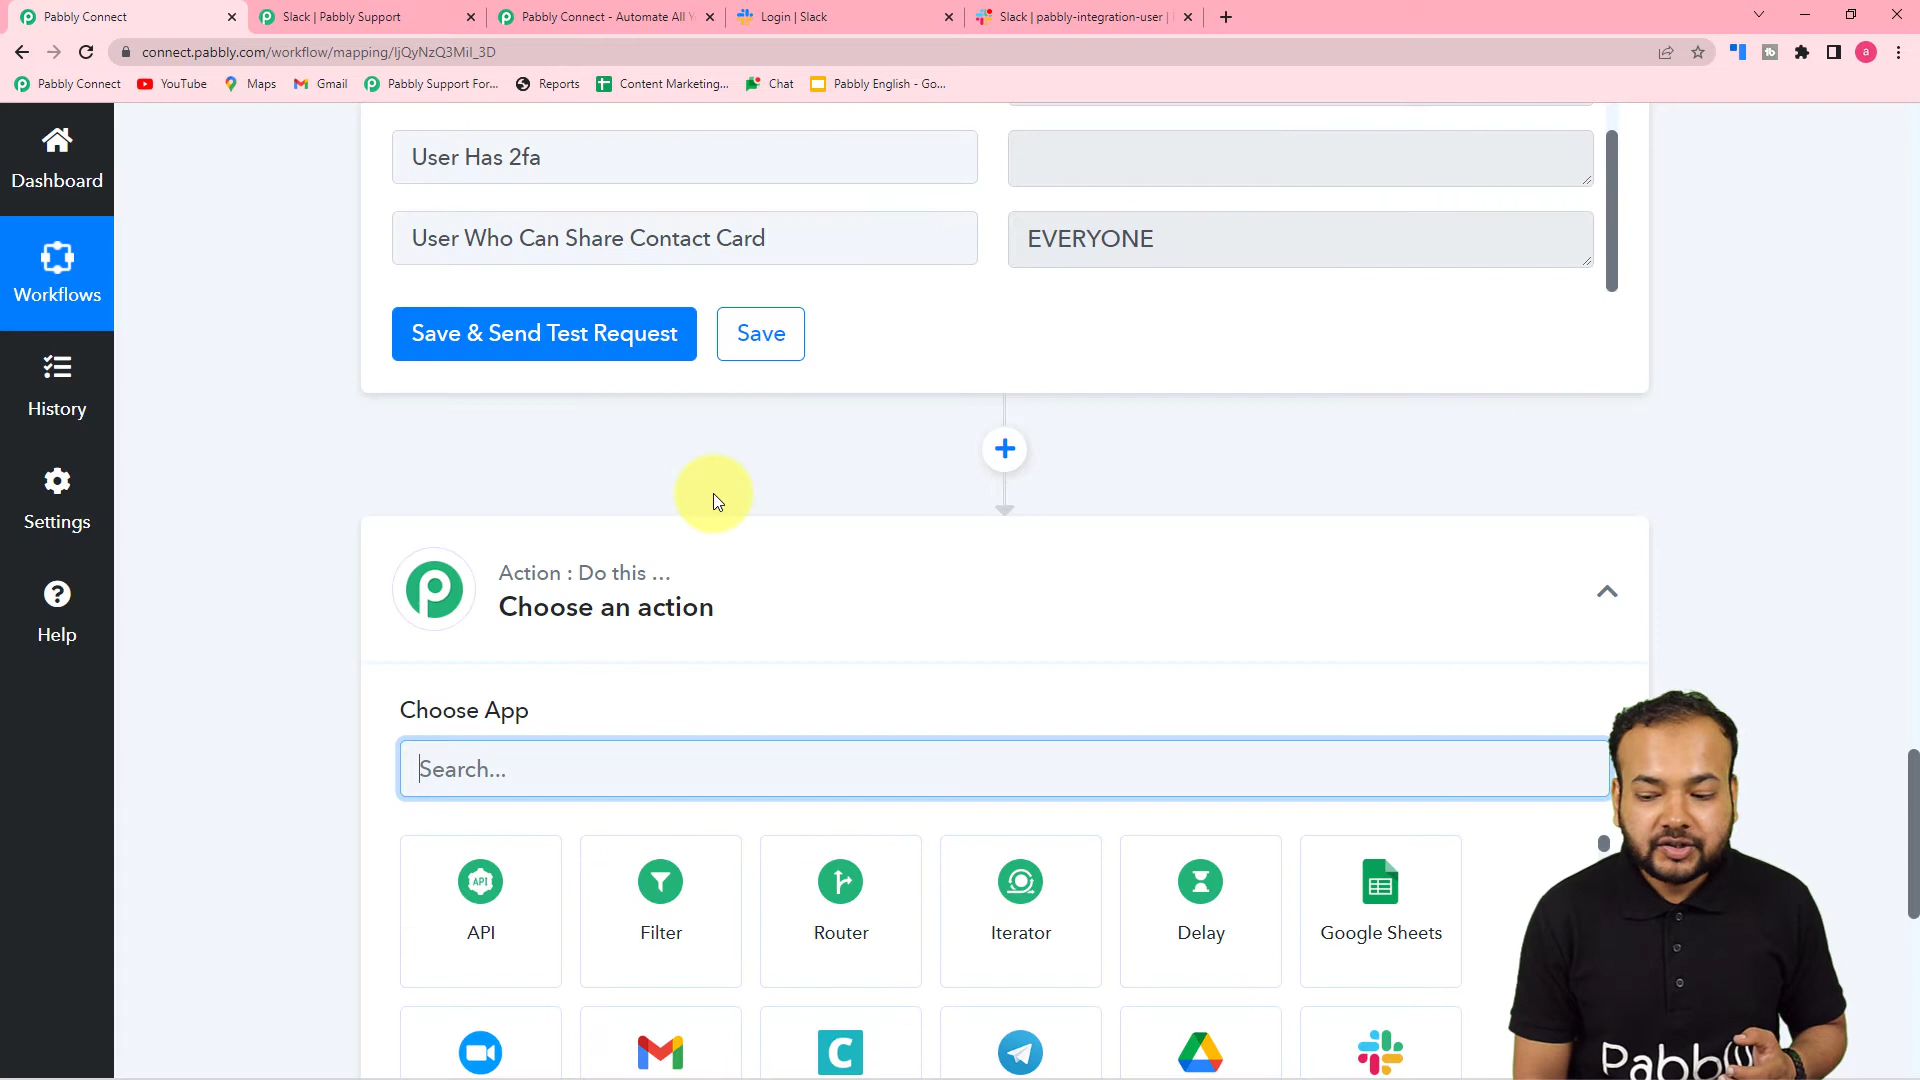 Pabbly Connect
Slack | Pabbly Support
Pabbly Connect - Automate All Y
Login | Slack
Slack | pabbly-integration-user |
connect.pabbly.com/workflow/mapping/IjQyNzQ3MiI_3D
a
Pabbly Connect
YouTube
Maps
Gmail
Pabbly Support For...
Reports
Content Marketing...
Chat
Pabbly English - Go...
Dashboard
Workflows
History
Settings
Help
User Has 2fa
User Who Can Share Contact Card
EVERYONE
Save & Send Test Request
Save
Action : Do this ...
Choose an action
Choose App
Search...
API
API
Filter
Router
Iterator
Delay
Google Sheets
C